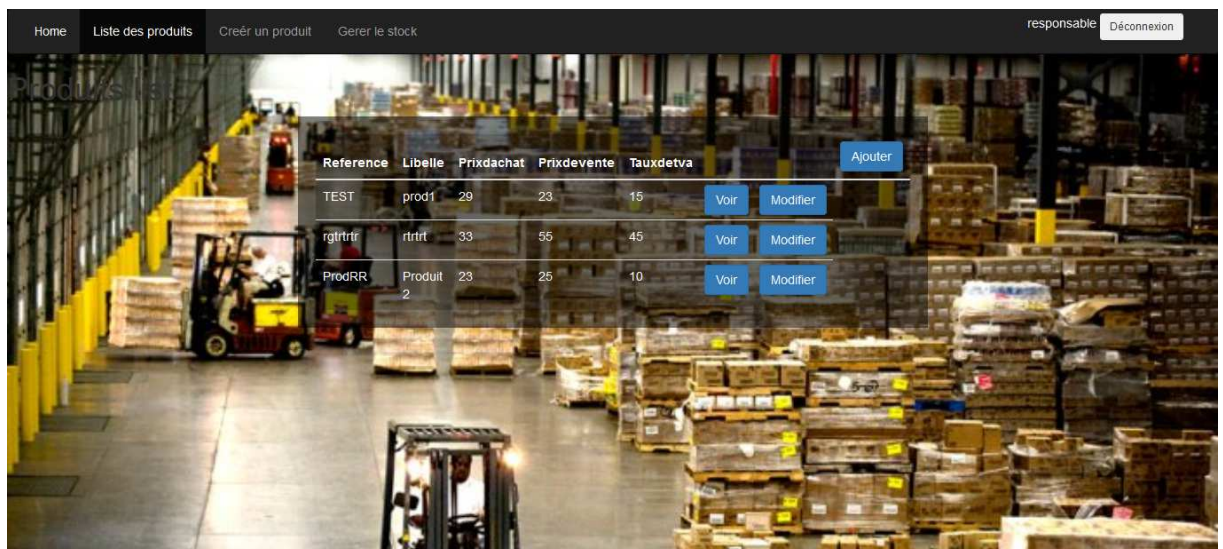 Home Liste des produits Creér un produit Gerer le stock responsable Déconnexion
Produits list
Reference Libelle Prixdachat Prixdevente Tauxdetva Ajouter
TEST prod1 29 23 15 Voir Modifier
rgtrtrtr rtrtrt 33 55 45 Voir Modifier
ProdRR Produit 23 25 10 Voir Modifier
2